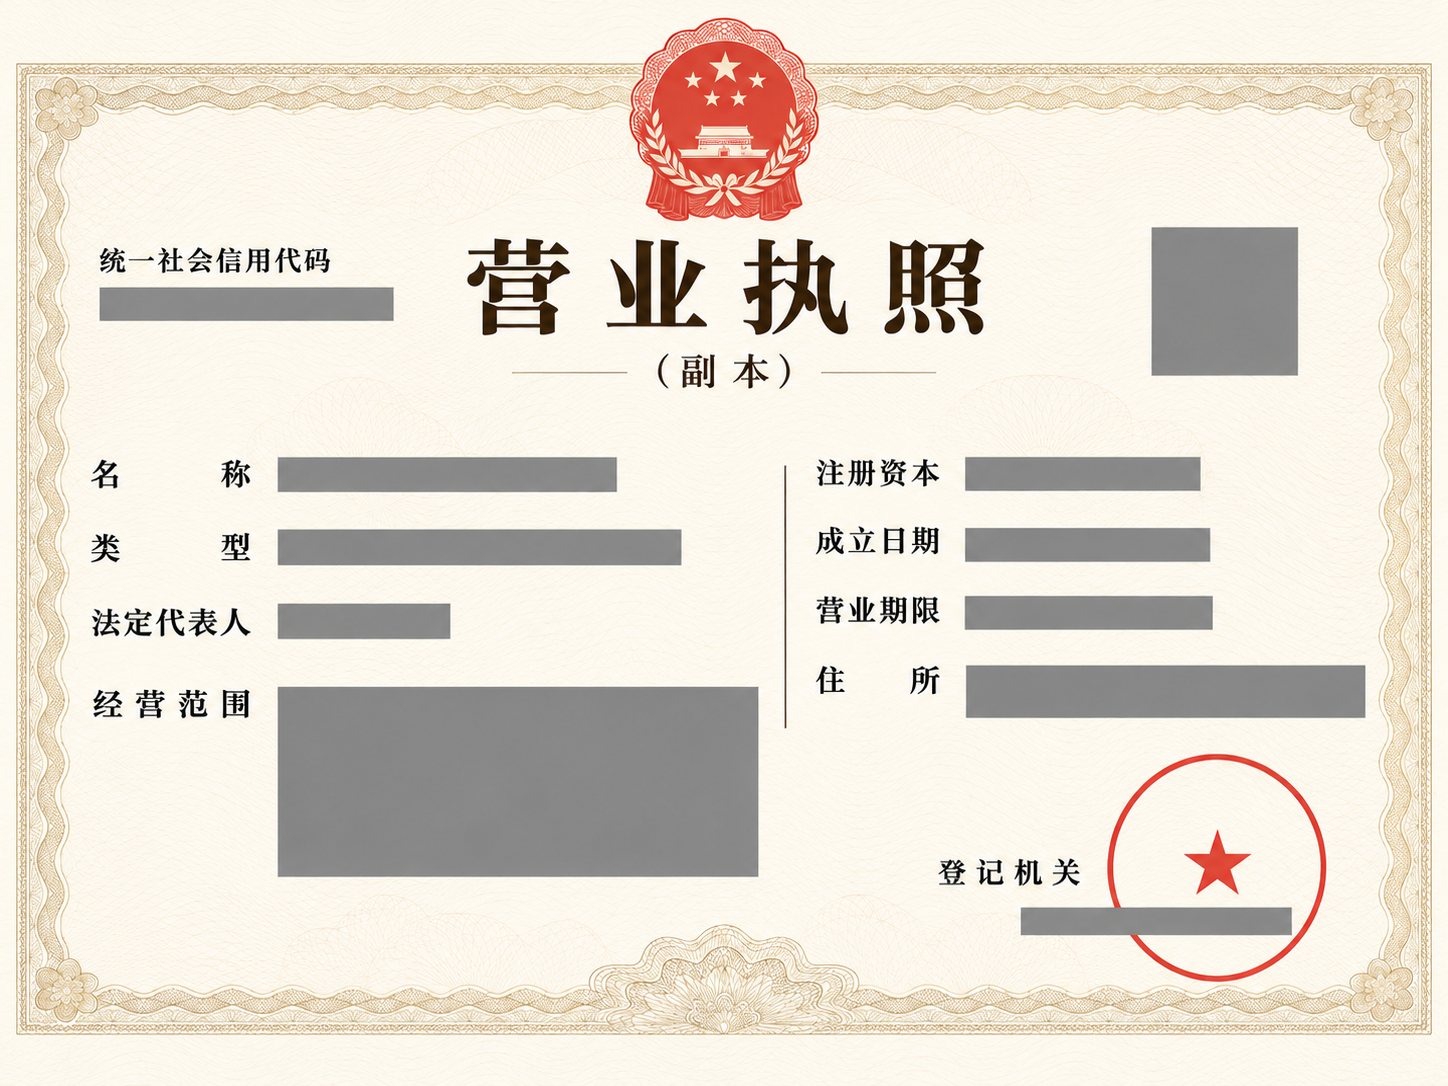 统一社会信用代码
营业执照
（副本）
名称
类型
法定代表人
经营范围
注册资本
成立日期
营业期限
住所
登记机关